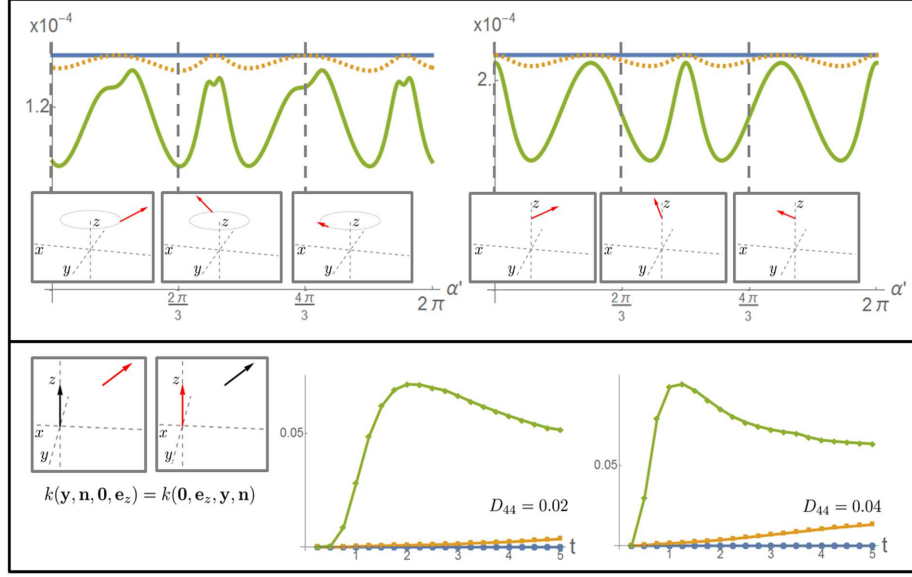 x10⁻⁴
1.2
z
x
y
z
x
y
z
x
y
2π/3
4π/3
2π
α'
x10⁻⁴
2.
z
x
y
z
x
y
z
x
y
2π/3
4π/3
2π
α'
z
x
y
z
x
y
k(y, n, 0, e_z) = k(0, e_z, y, n)
0.05
D₄₄ = 0.02
1 2 3 4 5 t
0.05
D₄₄ = 0.04
1 2 3 4 5 t